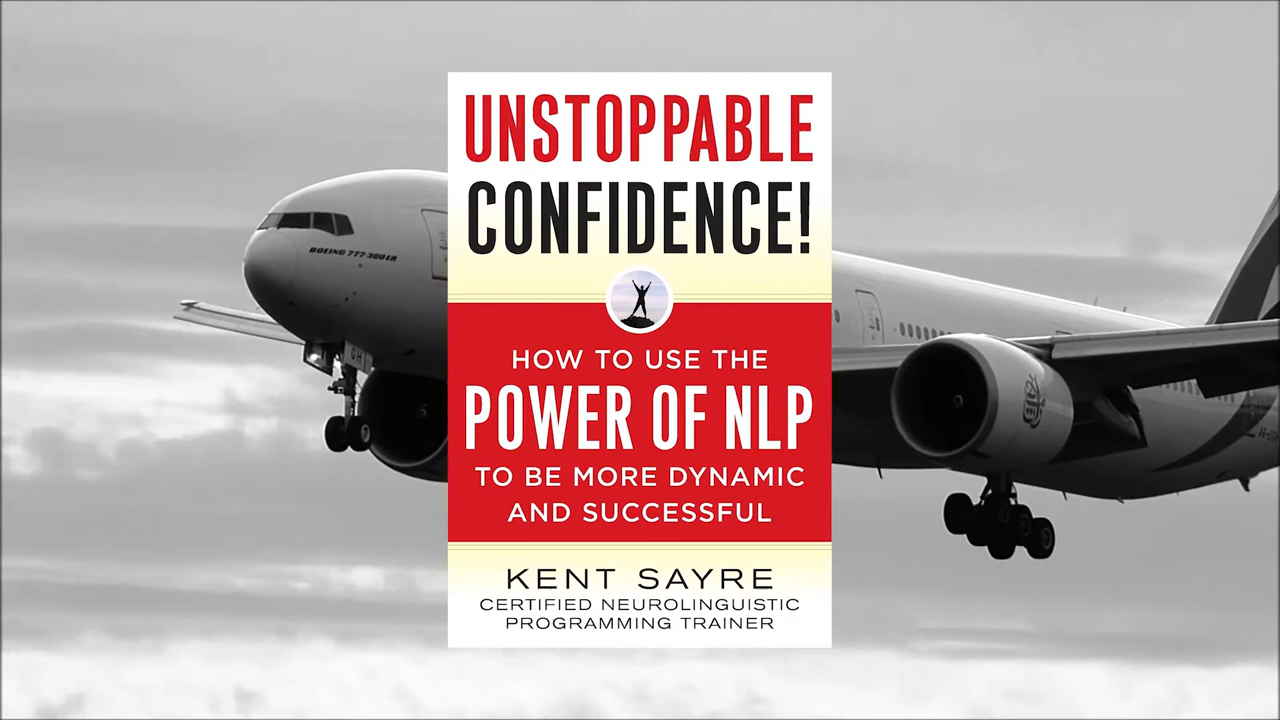 UNSTOPPABLE
CONFIDENCE!
HOW TO USE THE
POWER OF NLP
TO BE MORE DYNAMIC
AND SUCCESSFUL
KENT SAYRE
CERTIFIED NEUROLINGUISTIC
PROGRAMMING TRAINER
BOEING 777-300ER